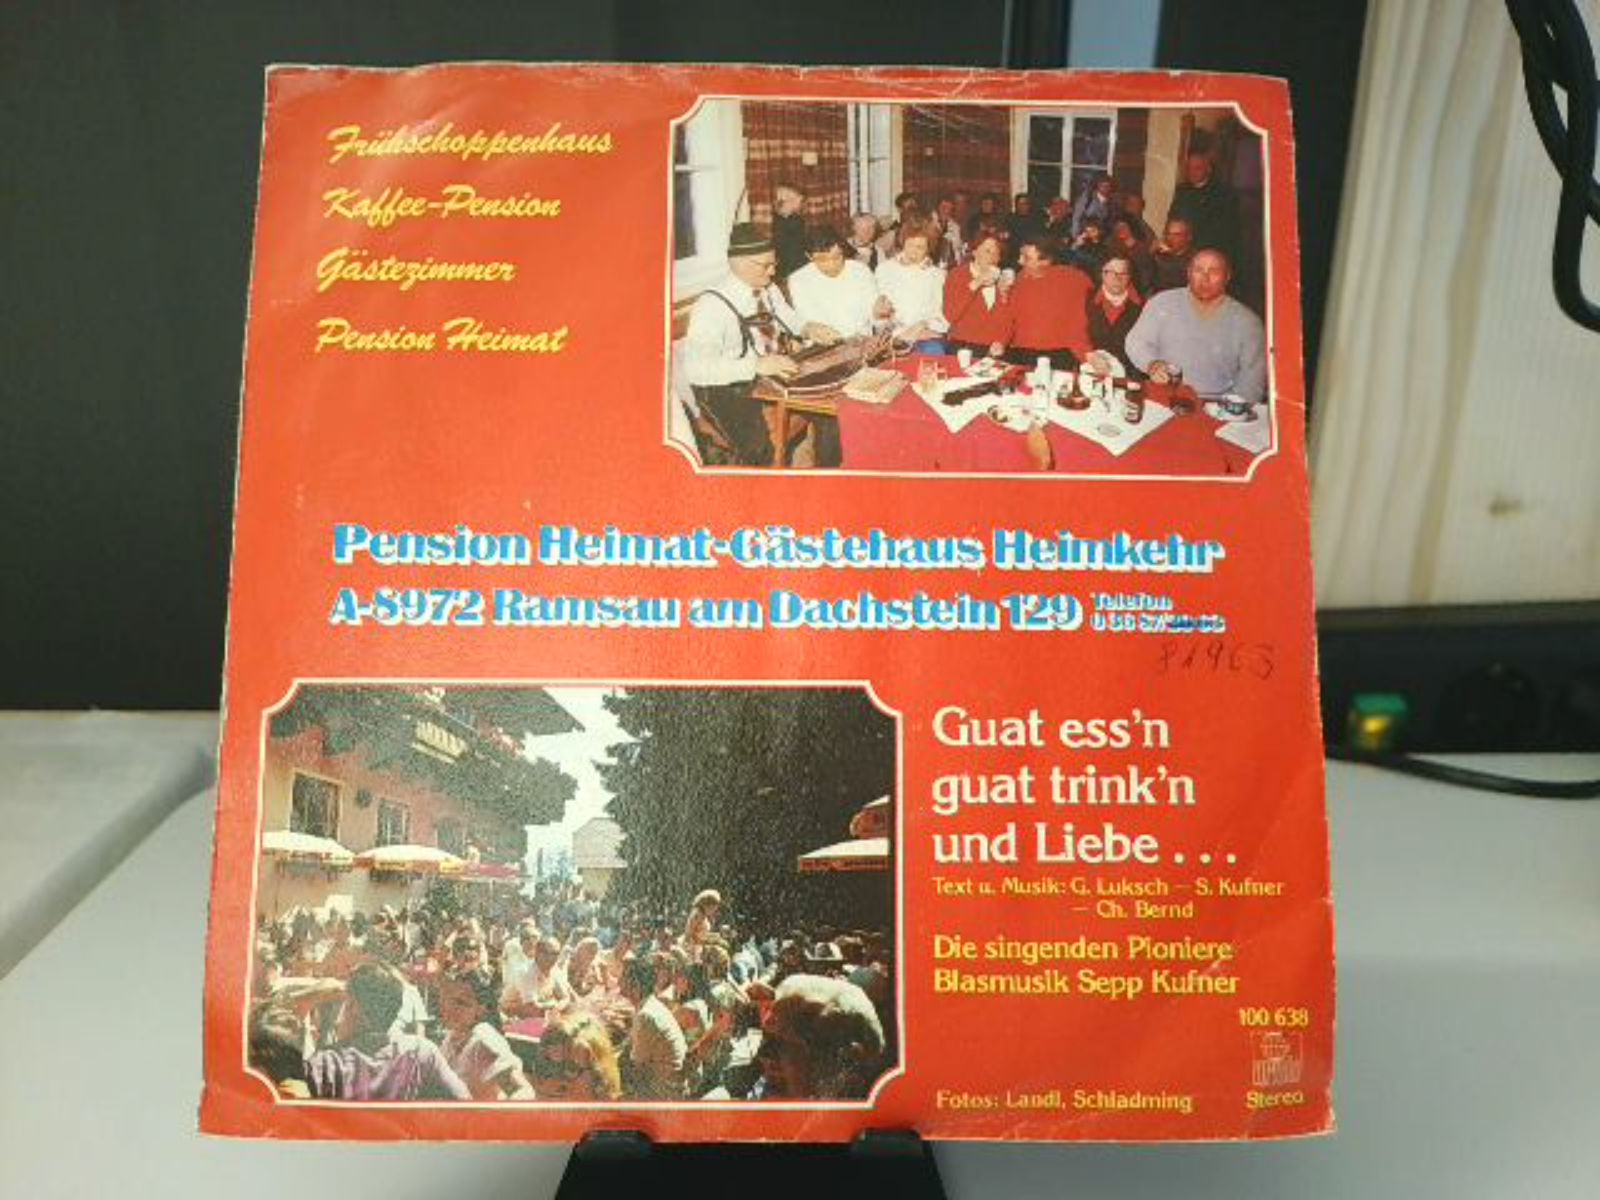 Frühschoppenhaus
Kaffee-Pension
Gästezimmer
Pension Heimat
Pension Heimat-Gästehaus Heimkehr
A-8972 Ramsau am Dachstein 129 Telefon
Guat ess'n
guat trink'n
und Liebe . . .
Text u. Musik: G. Luksch – S. Kufner
– Ch. Bernd
Die singenden Pioniere
Blasmusik Sepp Kufner
100 638
Stereo
Fotos: Landl, Schladming